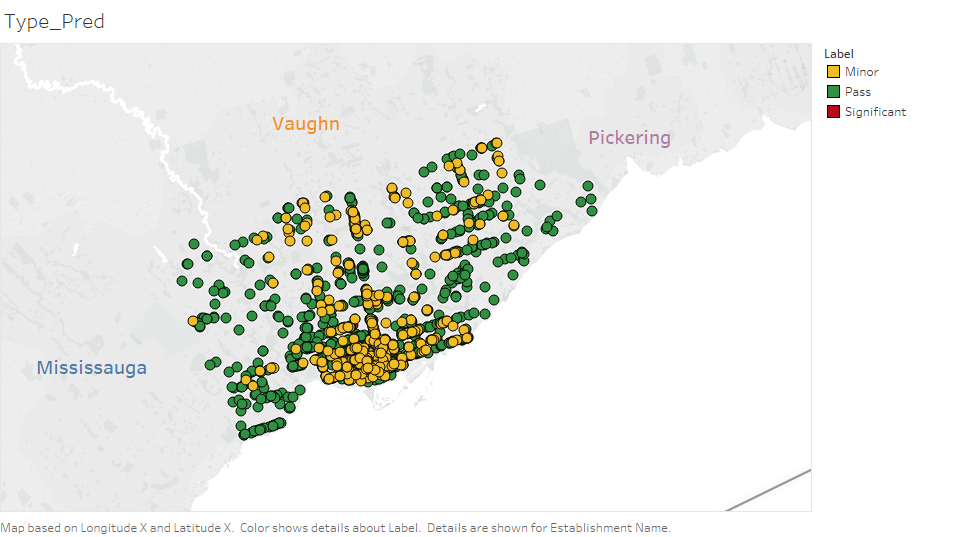 Type_Pred
Label
Minor
Pass
Significant
Vaughn
Pickering
Mississauga
Map based on Longitude X and Latitude X.  Color shows details about Label.  Details are shown for Establishment Name.